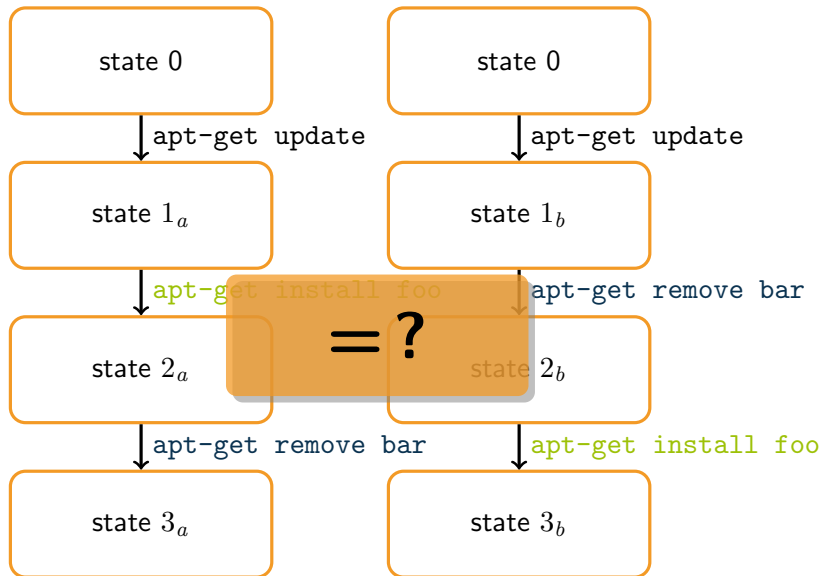 state 0
state 0
apt-get update
apt-get update
state 1a
state 1b
apt-get install foo
apt-get remove bar
=?
state 2a
state 2b
apt-get remove bar
apt-get install foo
state 3a
state 3b